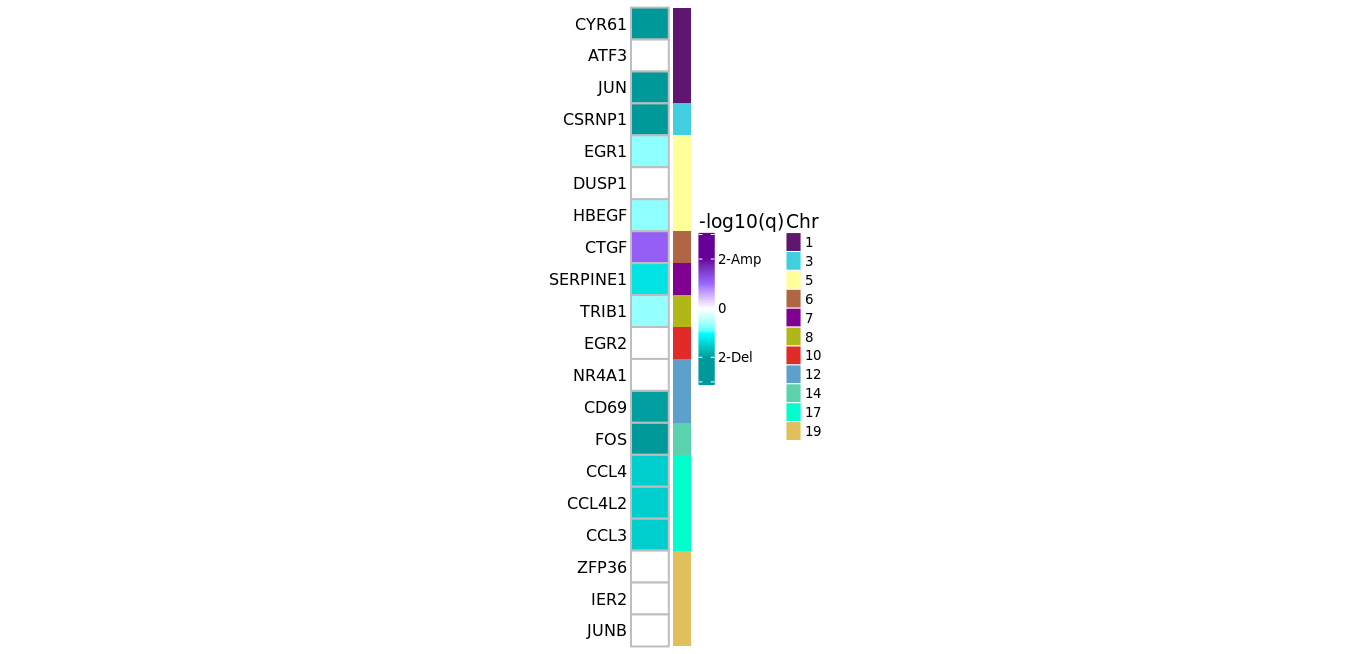 CYR61
ATF3
JUN
CSRNP1
EGR1
DUSP1
HBEGF
CTGF
SERPINE1
TRIB1
EGR2
NR4A1
CD69
FOS
CCL4
CCL4L2
CCL3
ZFP36
IER2
JUNB
-log10(q)
2-Amp
0
2-Del
Chr
1
3
5
6
7
8
10
12
14
17
19